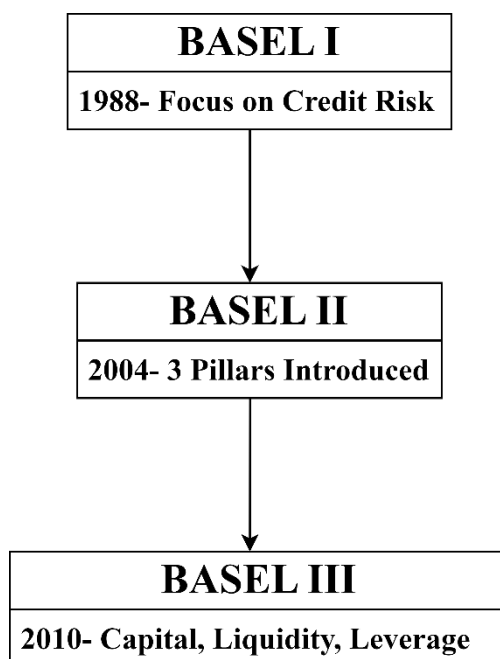 BASEL I
1988- Focus on Credit Risk
BASEL II
2004- 3 Pillars Introduced
BASEL III
2010- Capital, Liquidity, Leverage